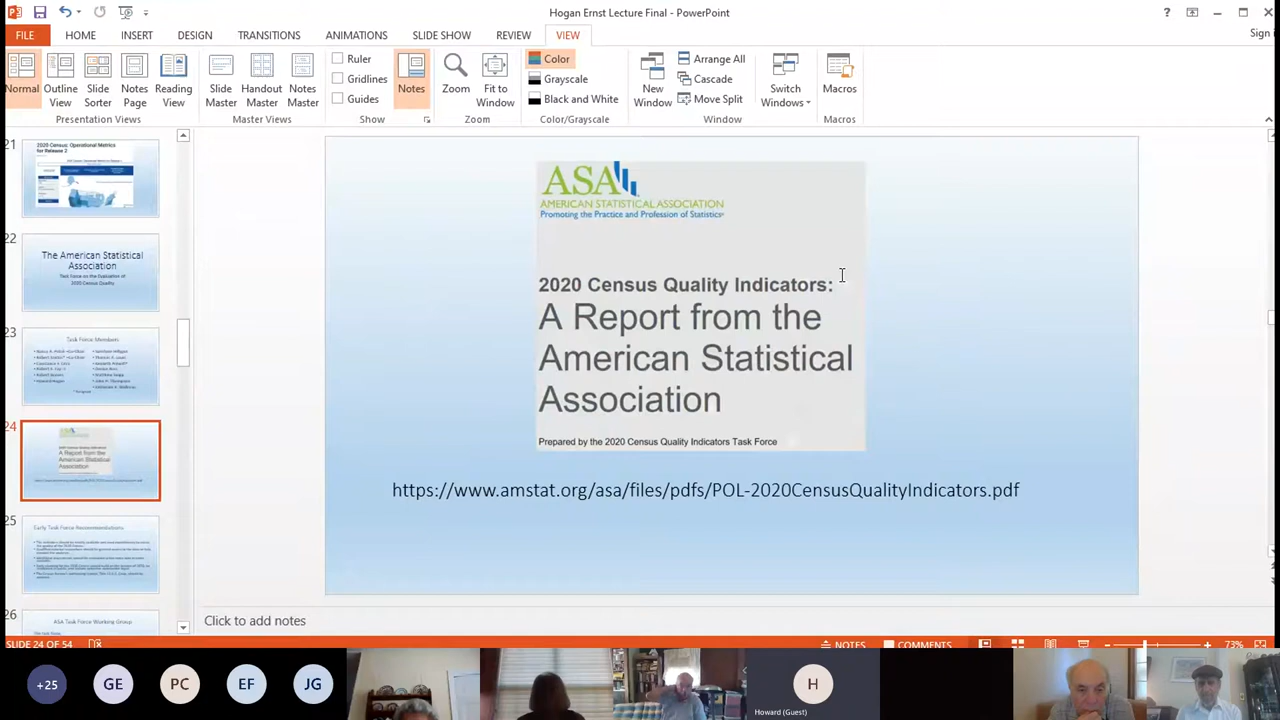 Hogan Ernst Lecture Final - PowerPoint
Sign
FILE HOME INSERT DESIGN TRANSITIONS ANIMATIONS SLIDE SHOW REVIEW VIEW
Normal
Outline View
Slide Sorter
Notes Page
Reading View
Presentation Views
Slide Master
Handout Master
Notes Master
Master Views
Ruler
Gridlines
Guides
Show
Notes
Zoom
Fit to Window
Zoom
Color
Grayscale
Black and White
Color/Grayscale
New Window
Arrange All
Cascade
Move Split
Window
Switch Windows
Macros
Macros
21
2020 Census: Operational Metrics
for Release 2
22
The American Statistical
Association
Task Force on the Evaluation of
2020 Census Quality
23
Task Force Members
24
25
Early Task Force Recommendations
26
ASA Task Force Working Group
ASA
AMERICAN STATISTICAL ASSOCIATION
Promoting the Practice and Profession of Statistics
2020 Census Quality Indicators:
A Report from the
American Statistical
Association
Prepared by the 2020 Census Quality Indicators Task Force
https://www.amstat.org/asa/files/pdfs/POL-2020CensusQualityIndicators.pdf
Click to add notes
SLIDE 24 OF 54
NOTES
COMMENTS
73%
+25
GE
PC
EF
JG
H
Howard (Guest)